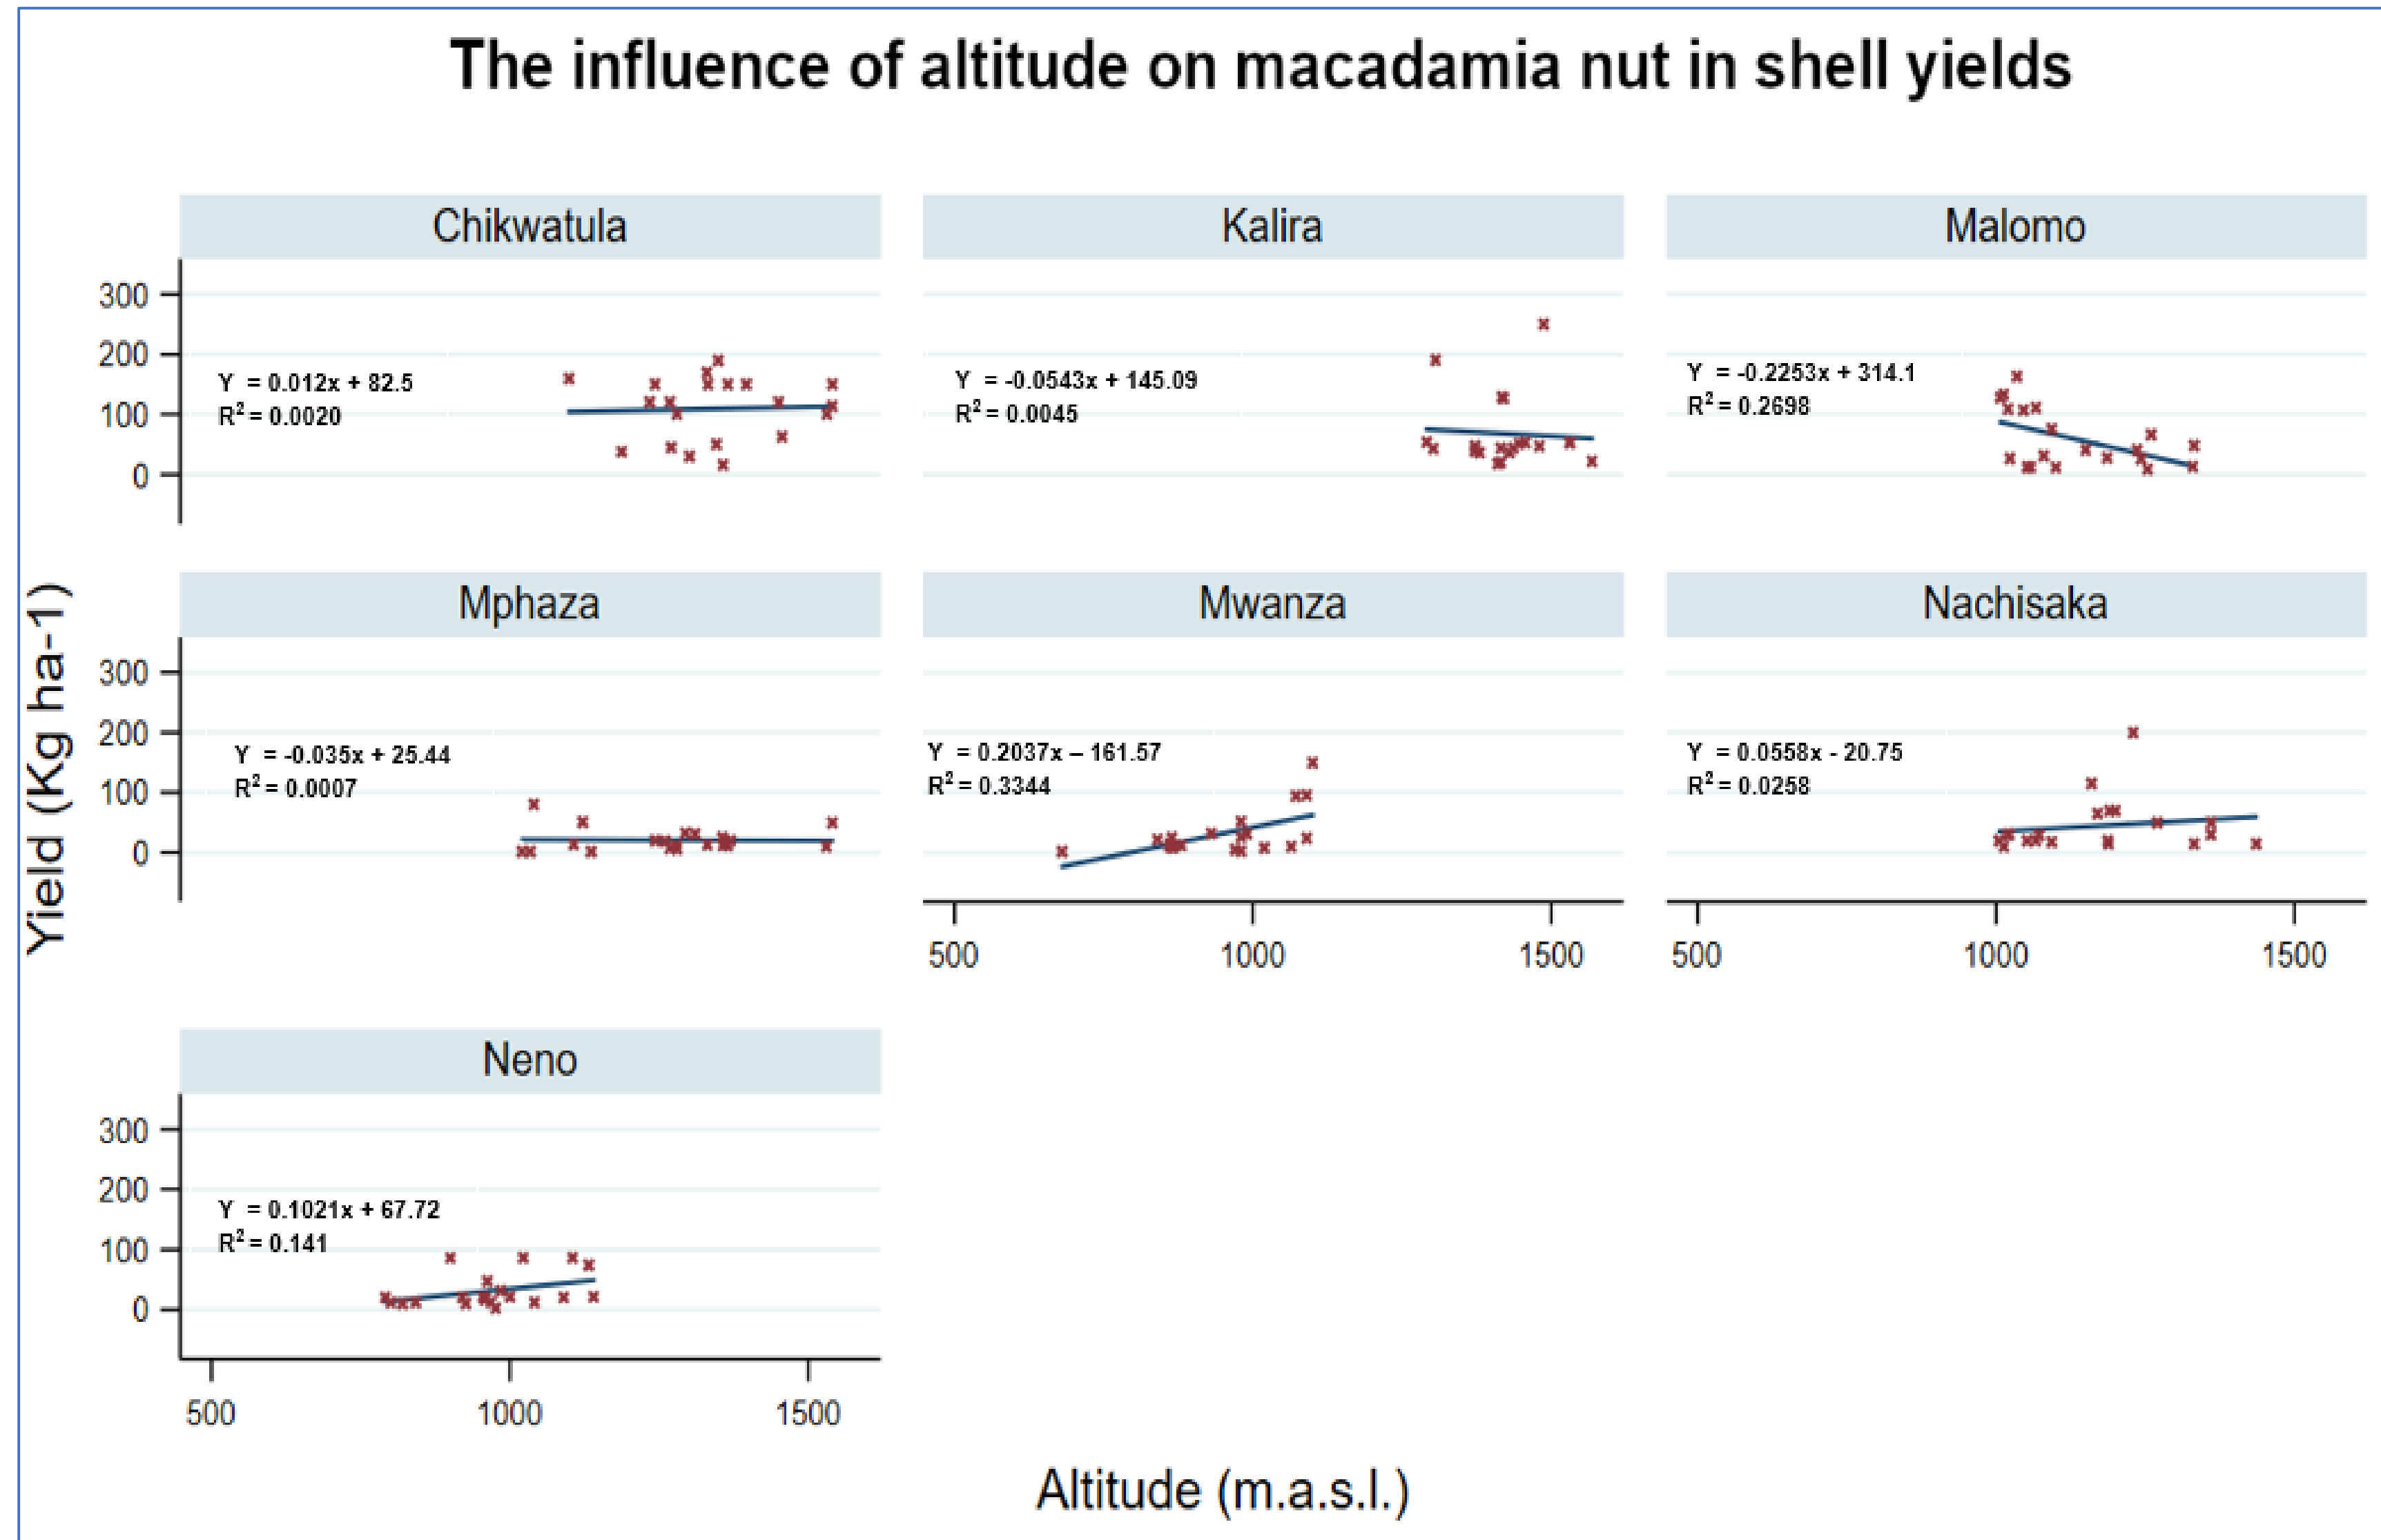 The influence of altitude on macadamia nut in shell yields
Chikwatula
Kalira
Malomo
300
200
100
0
Y = 0.012x + 82.5
R² = 0.0020
Y = -0.0543x + 145.09
R² = 0.0045
Y = -0.2253x + 314.1
R² = 0.2698
Mphaza
Mwanza
Nachisaka
Yield (Kg ha-1)
300
200
100
0
Y = -0.035x + 25.44
R² = 0.0007
Y = 0.2037x – 161.57
R² = 0.3344
Y = 0.0558x - 20.75
R² = 0.0258
500 1000 1500
500 1000 1500
Neno
300
200
100
0
Y = 0.1021x + 67.72
R² = 0.141
500 1000 1500
Altitude (m.a.s.l.)